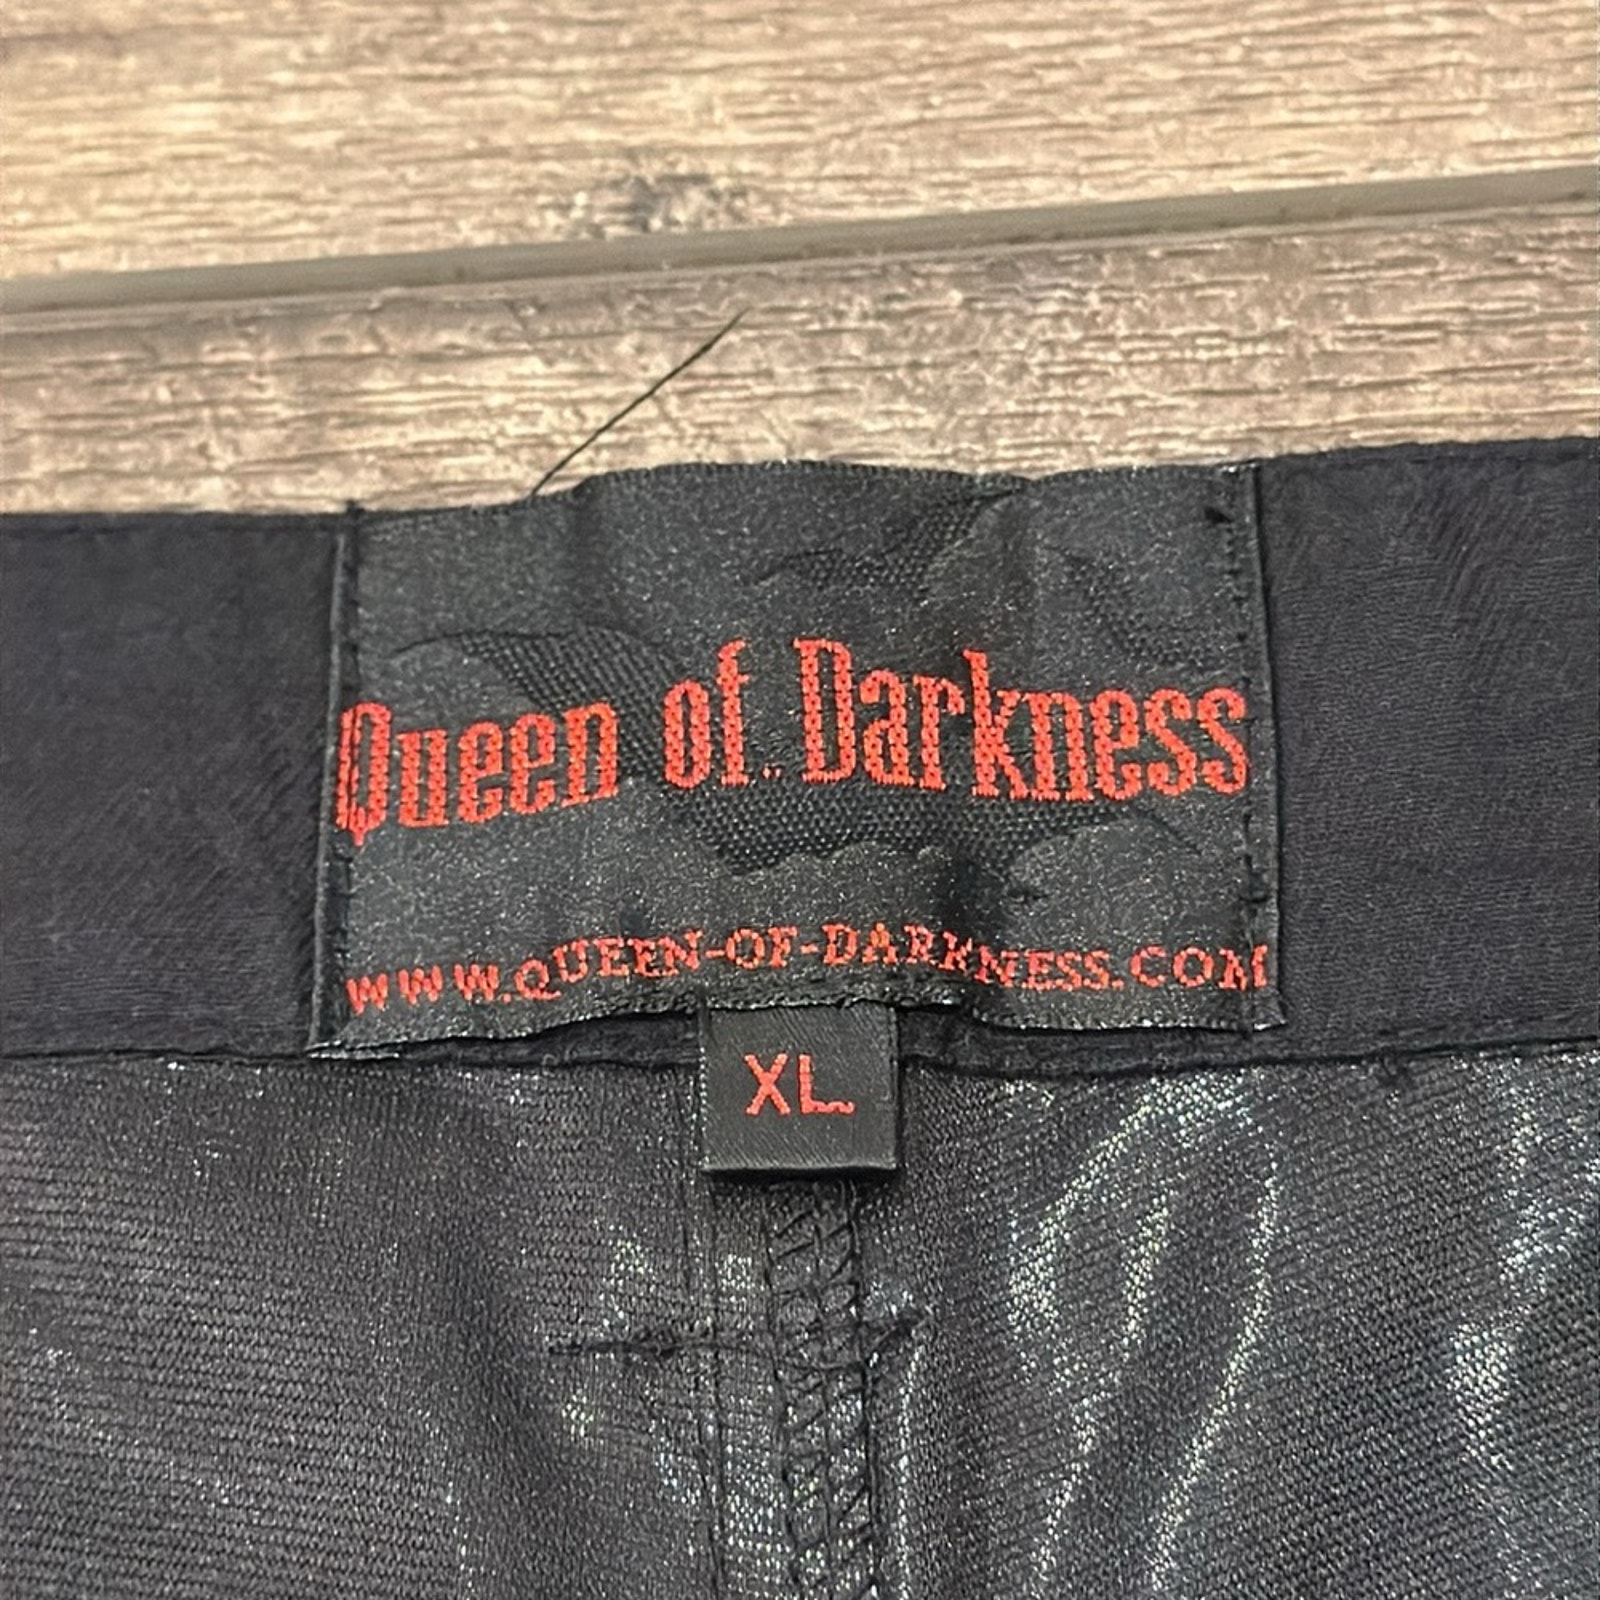 Queen of Darkness
WWW.QUEEN-OF-DARKNESS.COM
XL